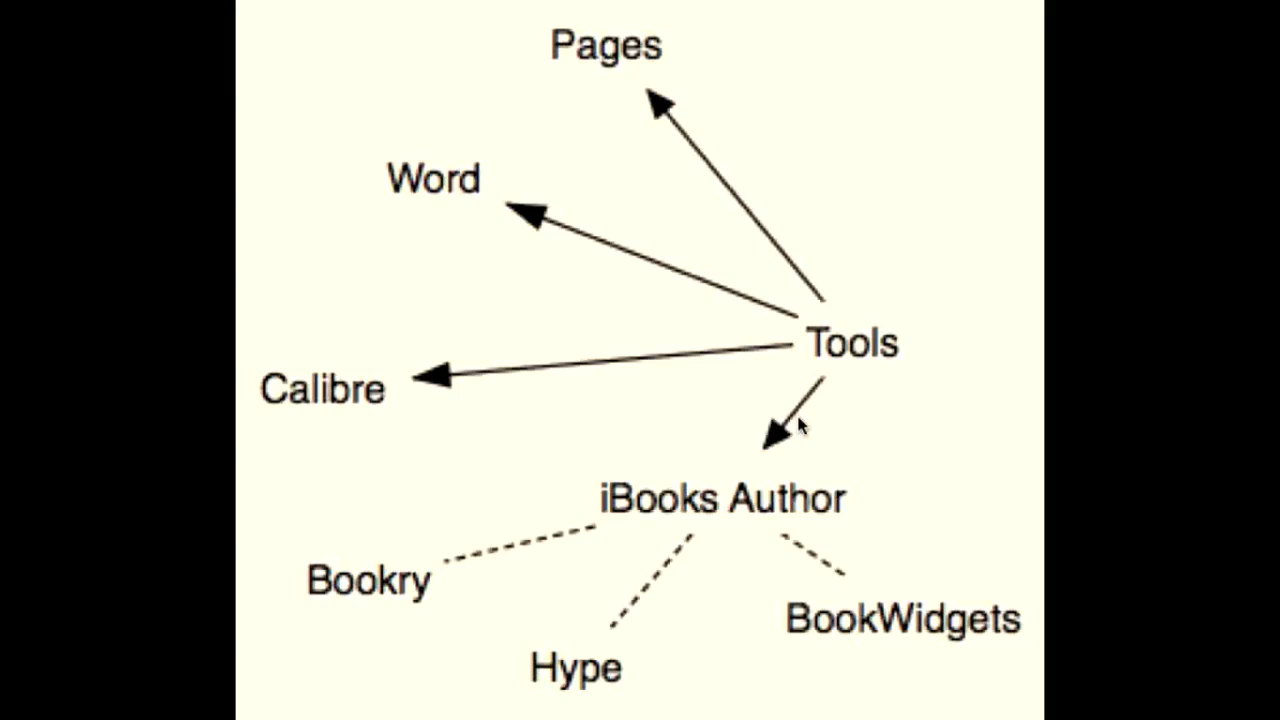 Pages
Word
Tools
Calibre
iBooks Author
Bookry
BookWidgets
Hype